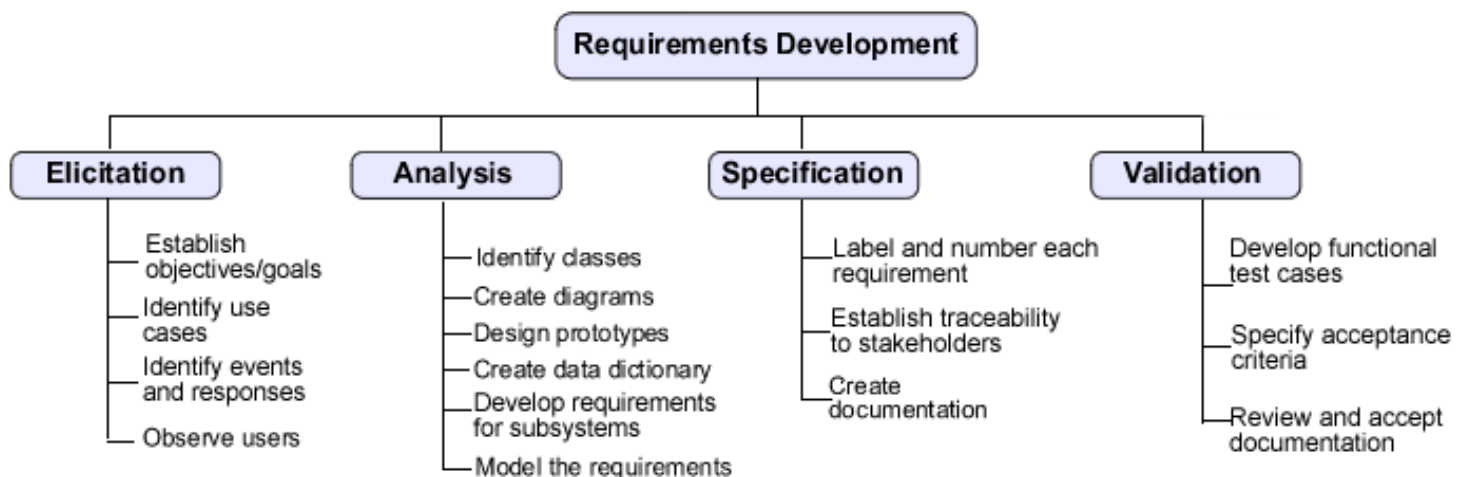 Requirements Development
Elicitation
Establish
objectives/goals
Identify use
cases
Identify events
and responses
Observe users
Analysis
Identify classes
Create diagrams
Design prototypes
Create data dictionary
Develop requirements
for subsystems
Model the requirements
Specification
Label and number each
requirement
Establish traceability
to stakeholders
Create
documentation
Validation
Develop functional
test cases
Specify acceptance
criteria
Review and accept
documentation